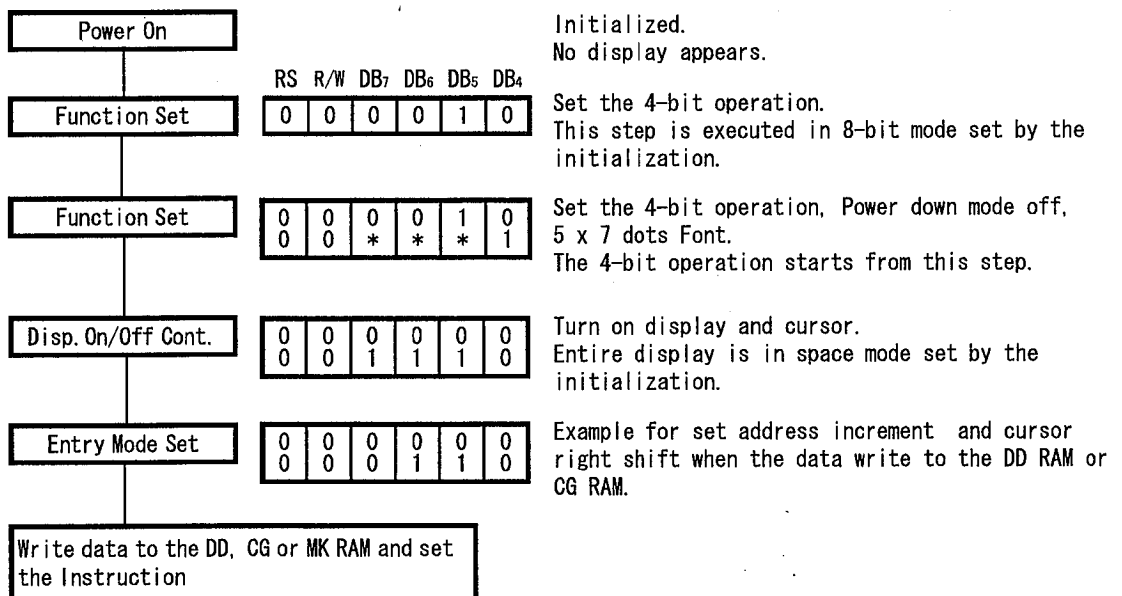 Power On
Initialized.
No display appears.
RS R/W DB7 DB6 DB5 DB4
Function Set
0 0 0 0 1 0
Set the 4-bit operation.
This step is executed in 8-bit mode set by the
initialization.
Function Set
0 0 0 0 1 0
0 0 * * * 1
Set the 4-bit operation, Power down mode off,
5 x 7 dots Font.
The 4-bit operation starts from this step.
Disp. On/Off Cont.
0 0 0 0 0 0
0 0 1 1 1 0
Turn on display and cursor.
Entire display is in space mode set by the
initialization.
Entry Mode Set
0 0 0 0 0 0
0 0 0 1 1 0
Example for set address increment and cursor
right shift when the data write to the DD RAM or
CG RAM.
Write data to the DD, CG or MK RAM and set
the Instruction